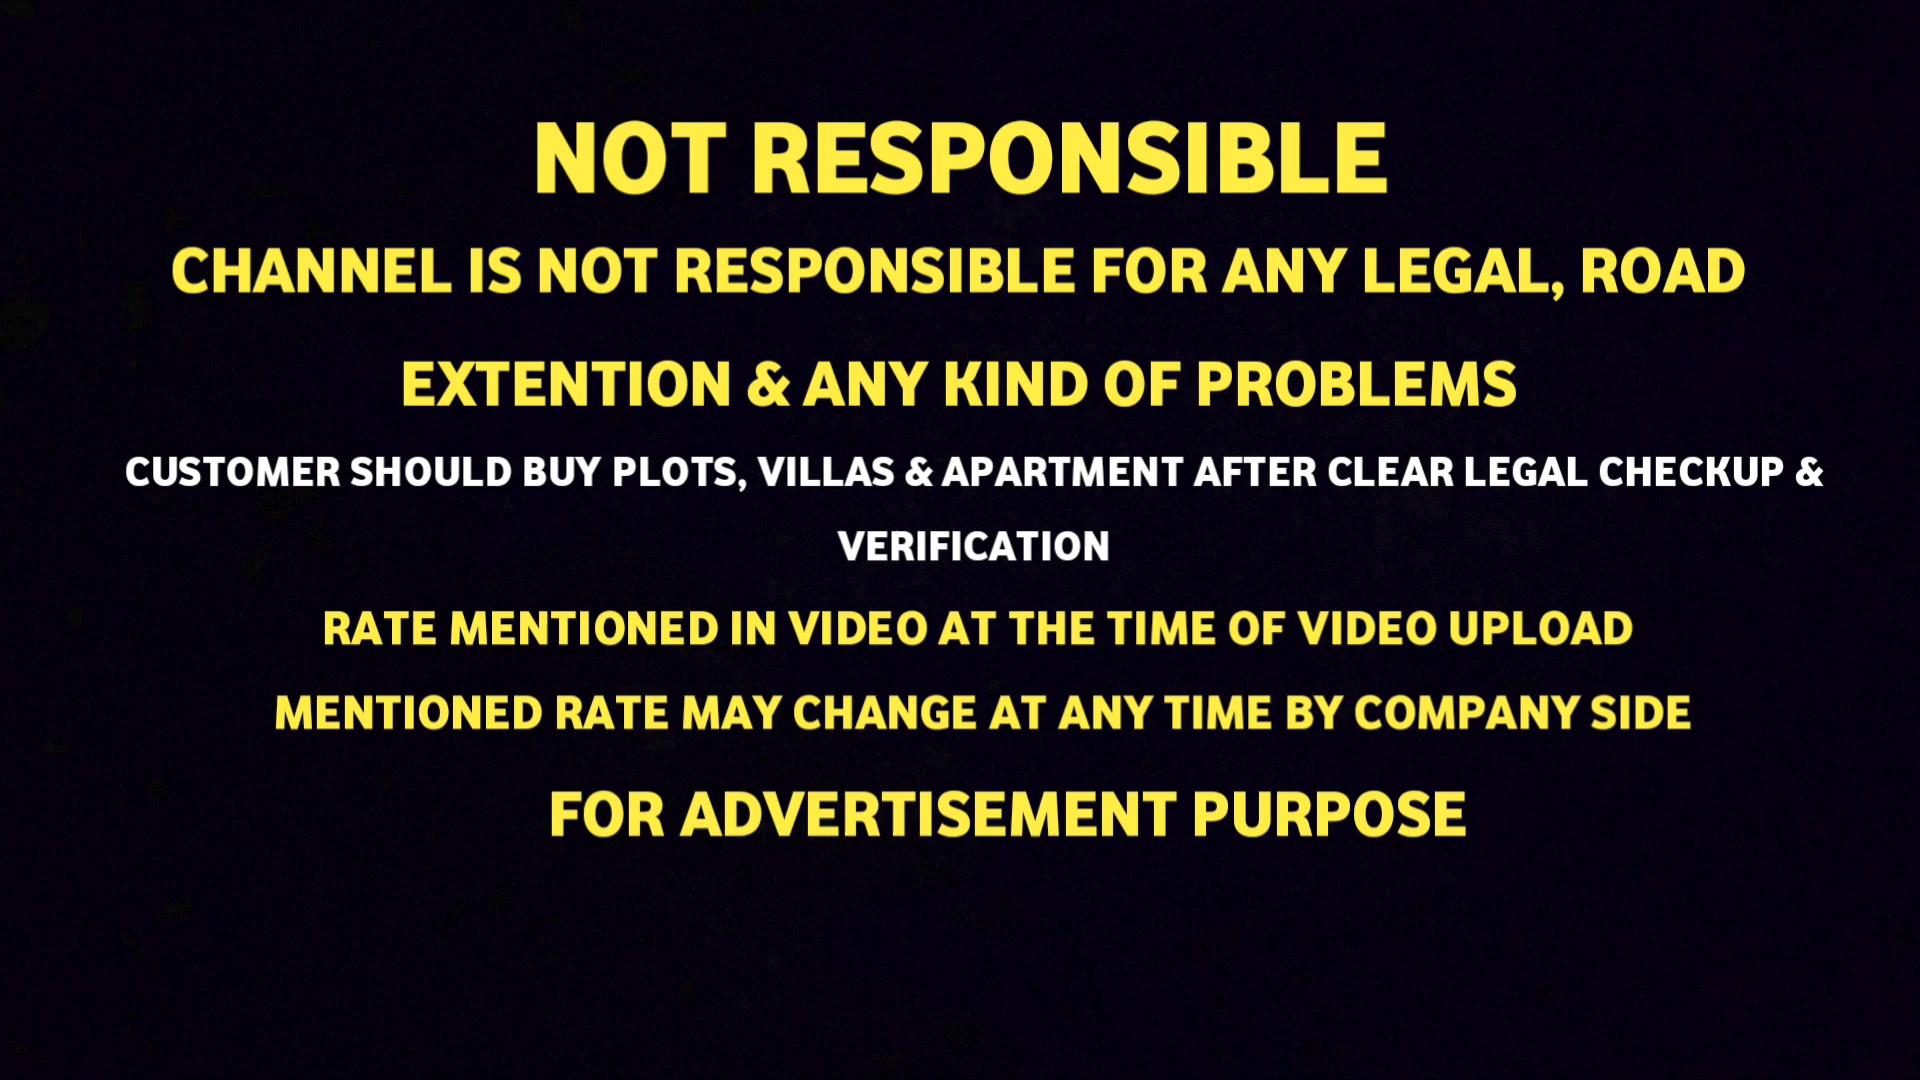 NOT RESPONSIBLE
CHANNEL IS NOT RESPONSIBLE FOR ANY LEGAL, ROAD
EXTENTION & ANY KIND OF PROBLEMS
CUSTOMER SHOULD BUY PLOTS, VILLAS & APARTMENT AFTER CLEAR LEGAL CHECKUP &
VERIFICATION
RATE MENTIONED IN VIDEO AT THE TIME OF VIDEO UPLOAD
MENTIONED RATE MAY CHANGE AT ANY TIME BY COMPANY SIDE
FOR ADVERTISEMENT PURPOSE